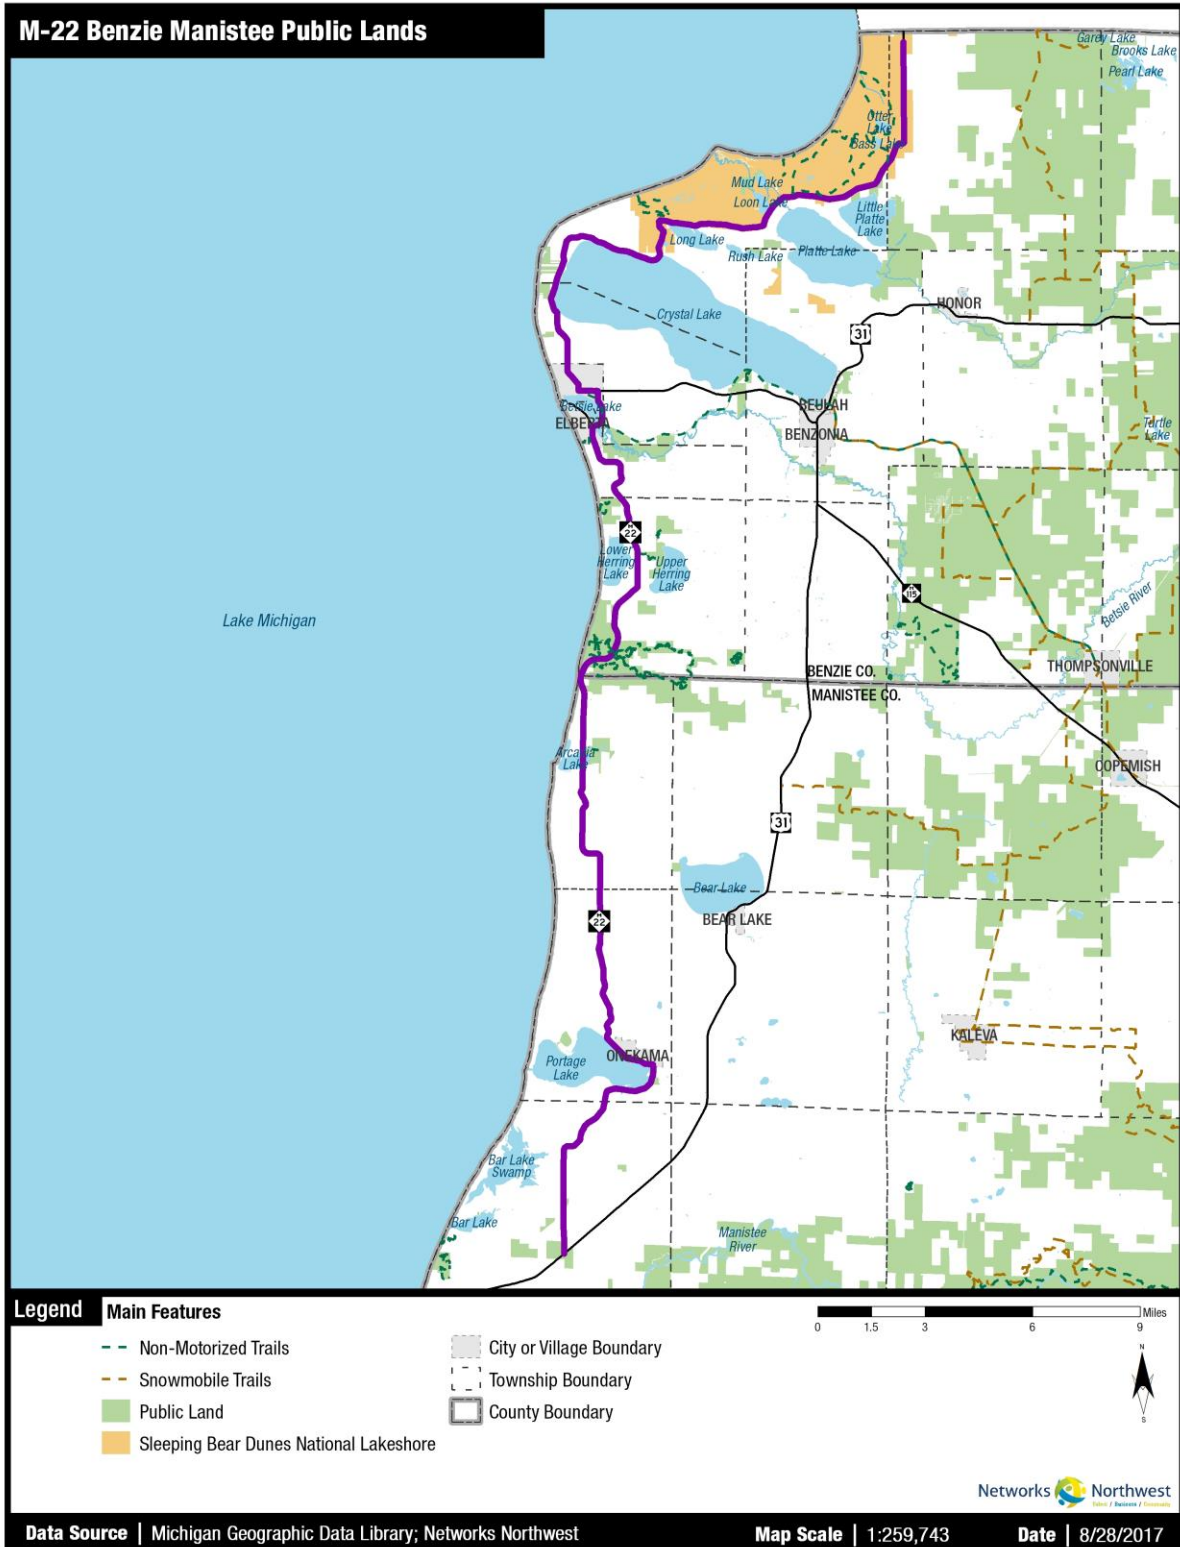 M-22 Benzie Manistee Public Lands
Garey Lake
Brooks Lake
Pearl Lake
Otter
Lake
Bass Lake
Mud Lake
Loon Lake
Little
Platte
Lake
Long Lake
Rush Lake
Platte Lake
HONOR
Crystal Lake
31
Betsie Lake
ELBERTA
BEULAH
BENZONIA
Turtle
Lake
M
22
Lower
Herring
Lake
Upper
Herring
Lake
M
115
Betsie River
Lake Michigan
THOMPSONVILLE
BENZIE CO.
MANISTEE CO.
Arcadia
Lake
COPEMISH
31
Bear Lake
BEAR LAKE
M
22
KALEVA
ONEKAMA
Portage
Lake
Bar Lake
Swamp
Bar Lake
Manistee
River
Legend
Main Features
Non-Motorized Trails
Snowmobile Trails
Public Land
Sleeping Bear Dunes National Lakeshore
City or Village Boundary
Township Boundary
County Boundary
Miles
0 1.5 3 6 9
N
S
Networks Northwest
Talent / Business / Community
Data Source | Michigan Geographic Data Library; Networks Northwest
Map Scale | 1:259,743
Date | 8/28/2017